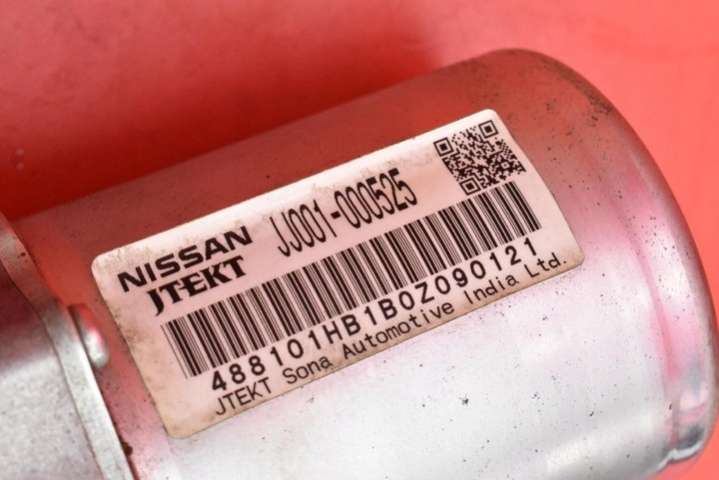 NISSAN JJ001-000525
JTEKT
488101HB1B0Z090121
JTEKT Sona Automotive India Ltd.